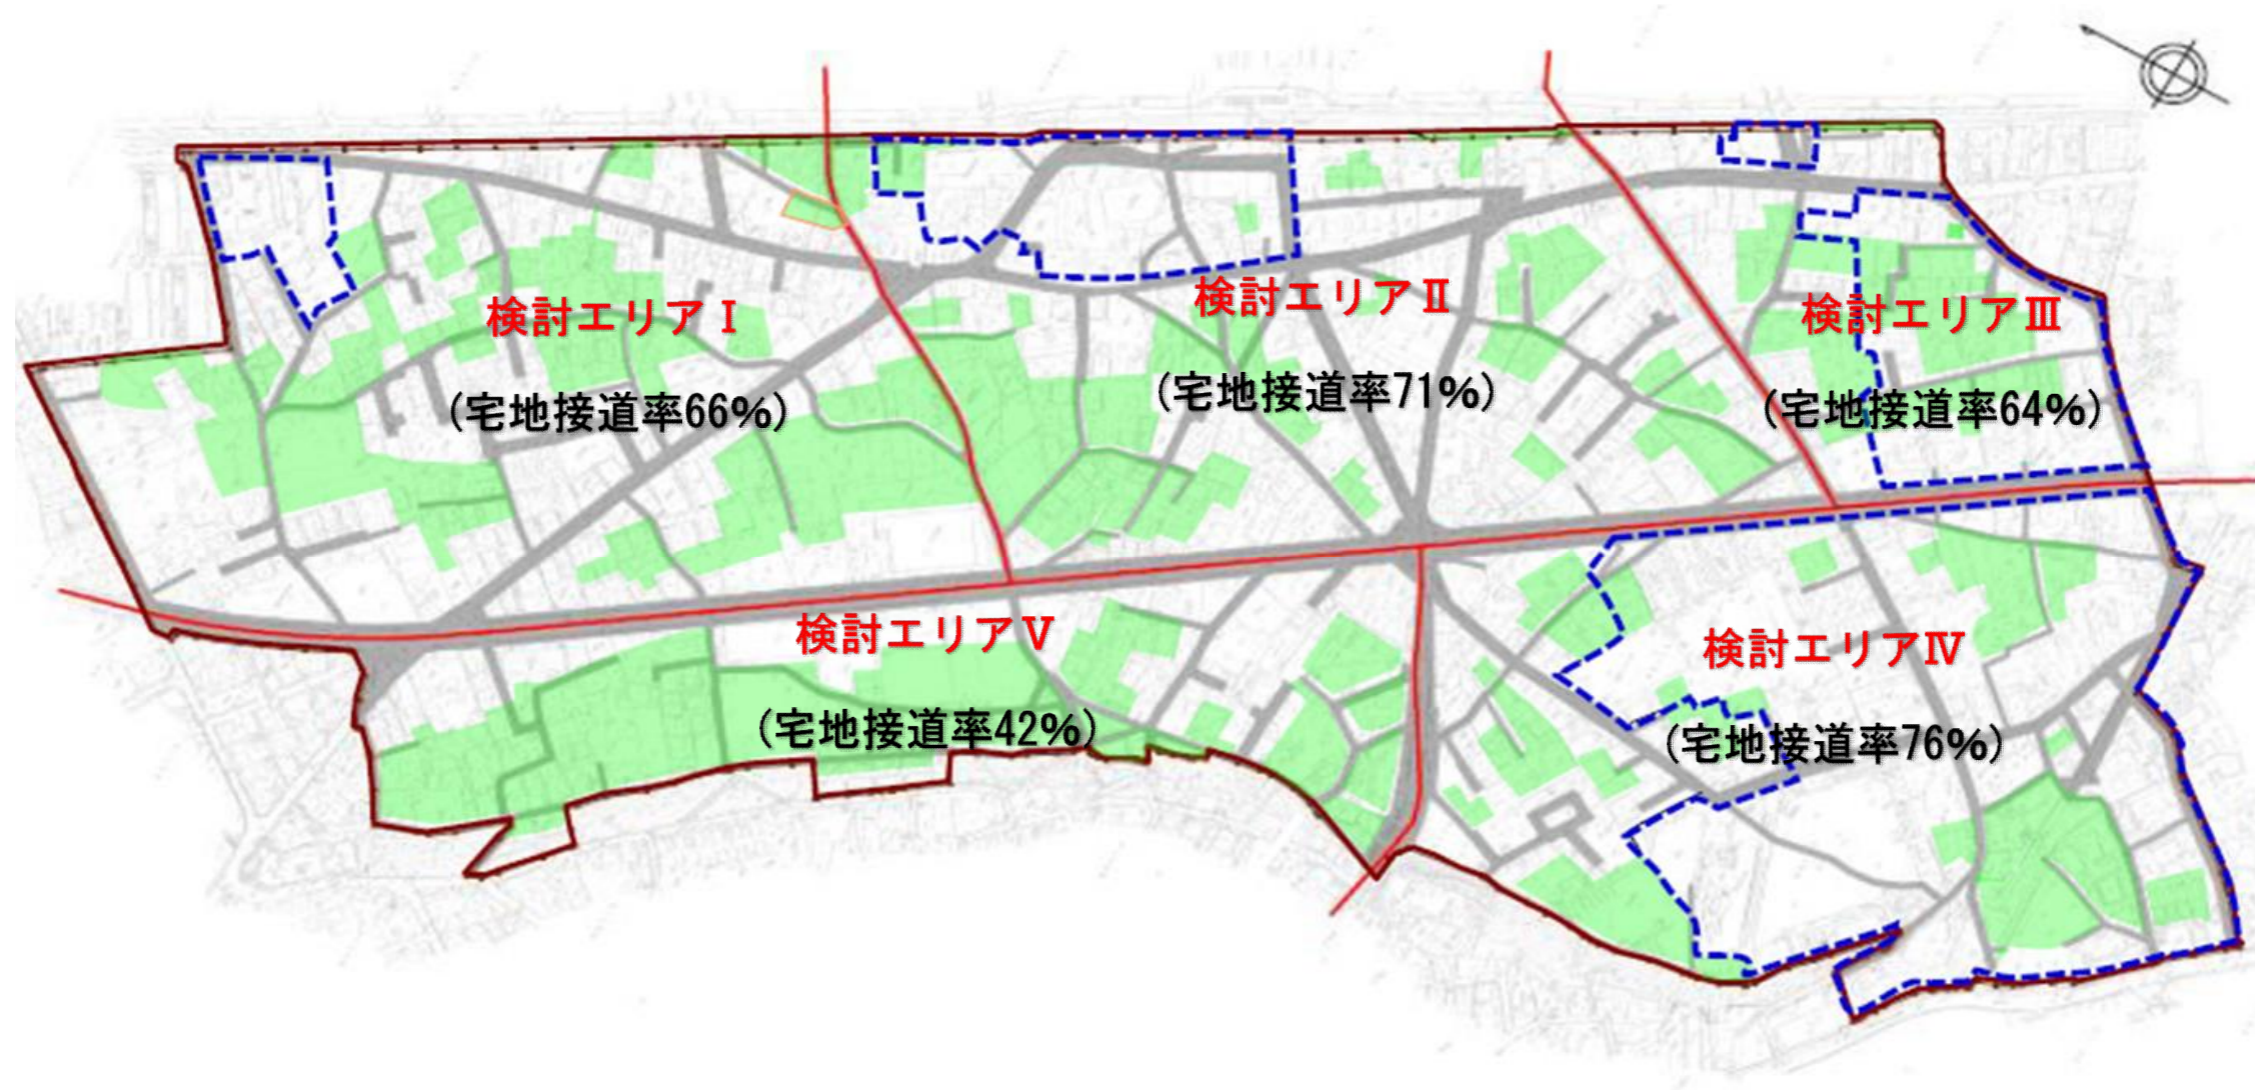 検討エリアⅠ
(宅地接道率66%)
検討エリアⅡ
(宅地接道率71%)
検討エリアⅢ
(宅地接道率64%)
検討エリアⅤ
(宅地接道率42%)
検討エリアⅣ
(宅地接道率76%)